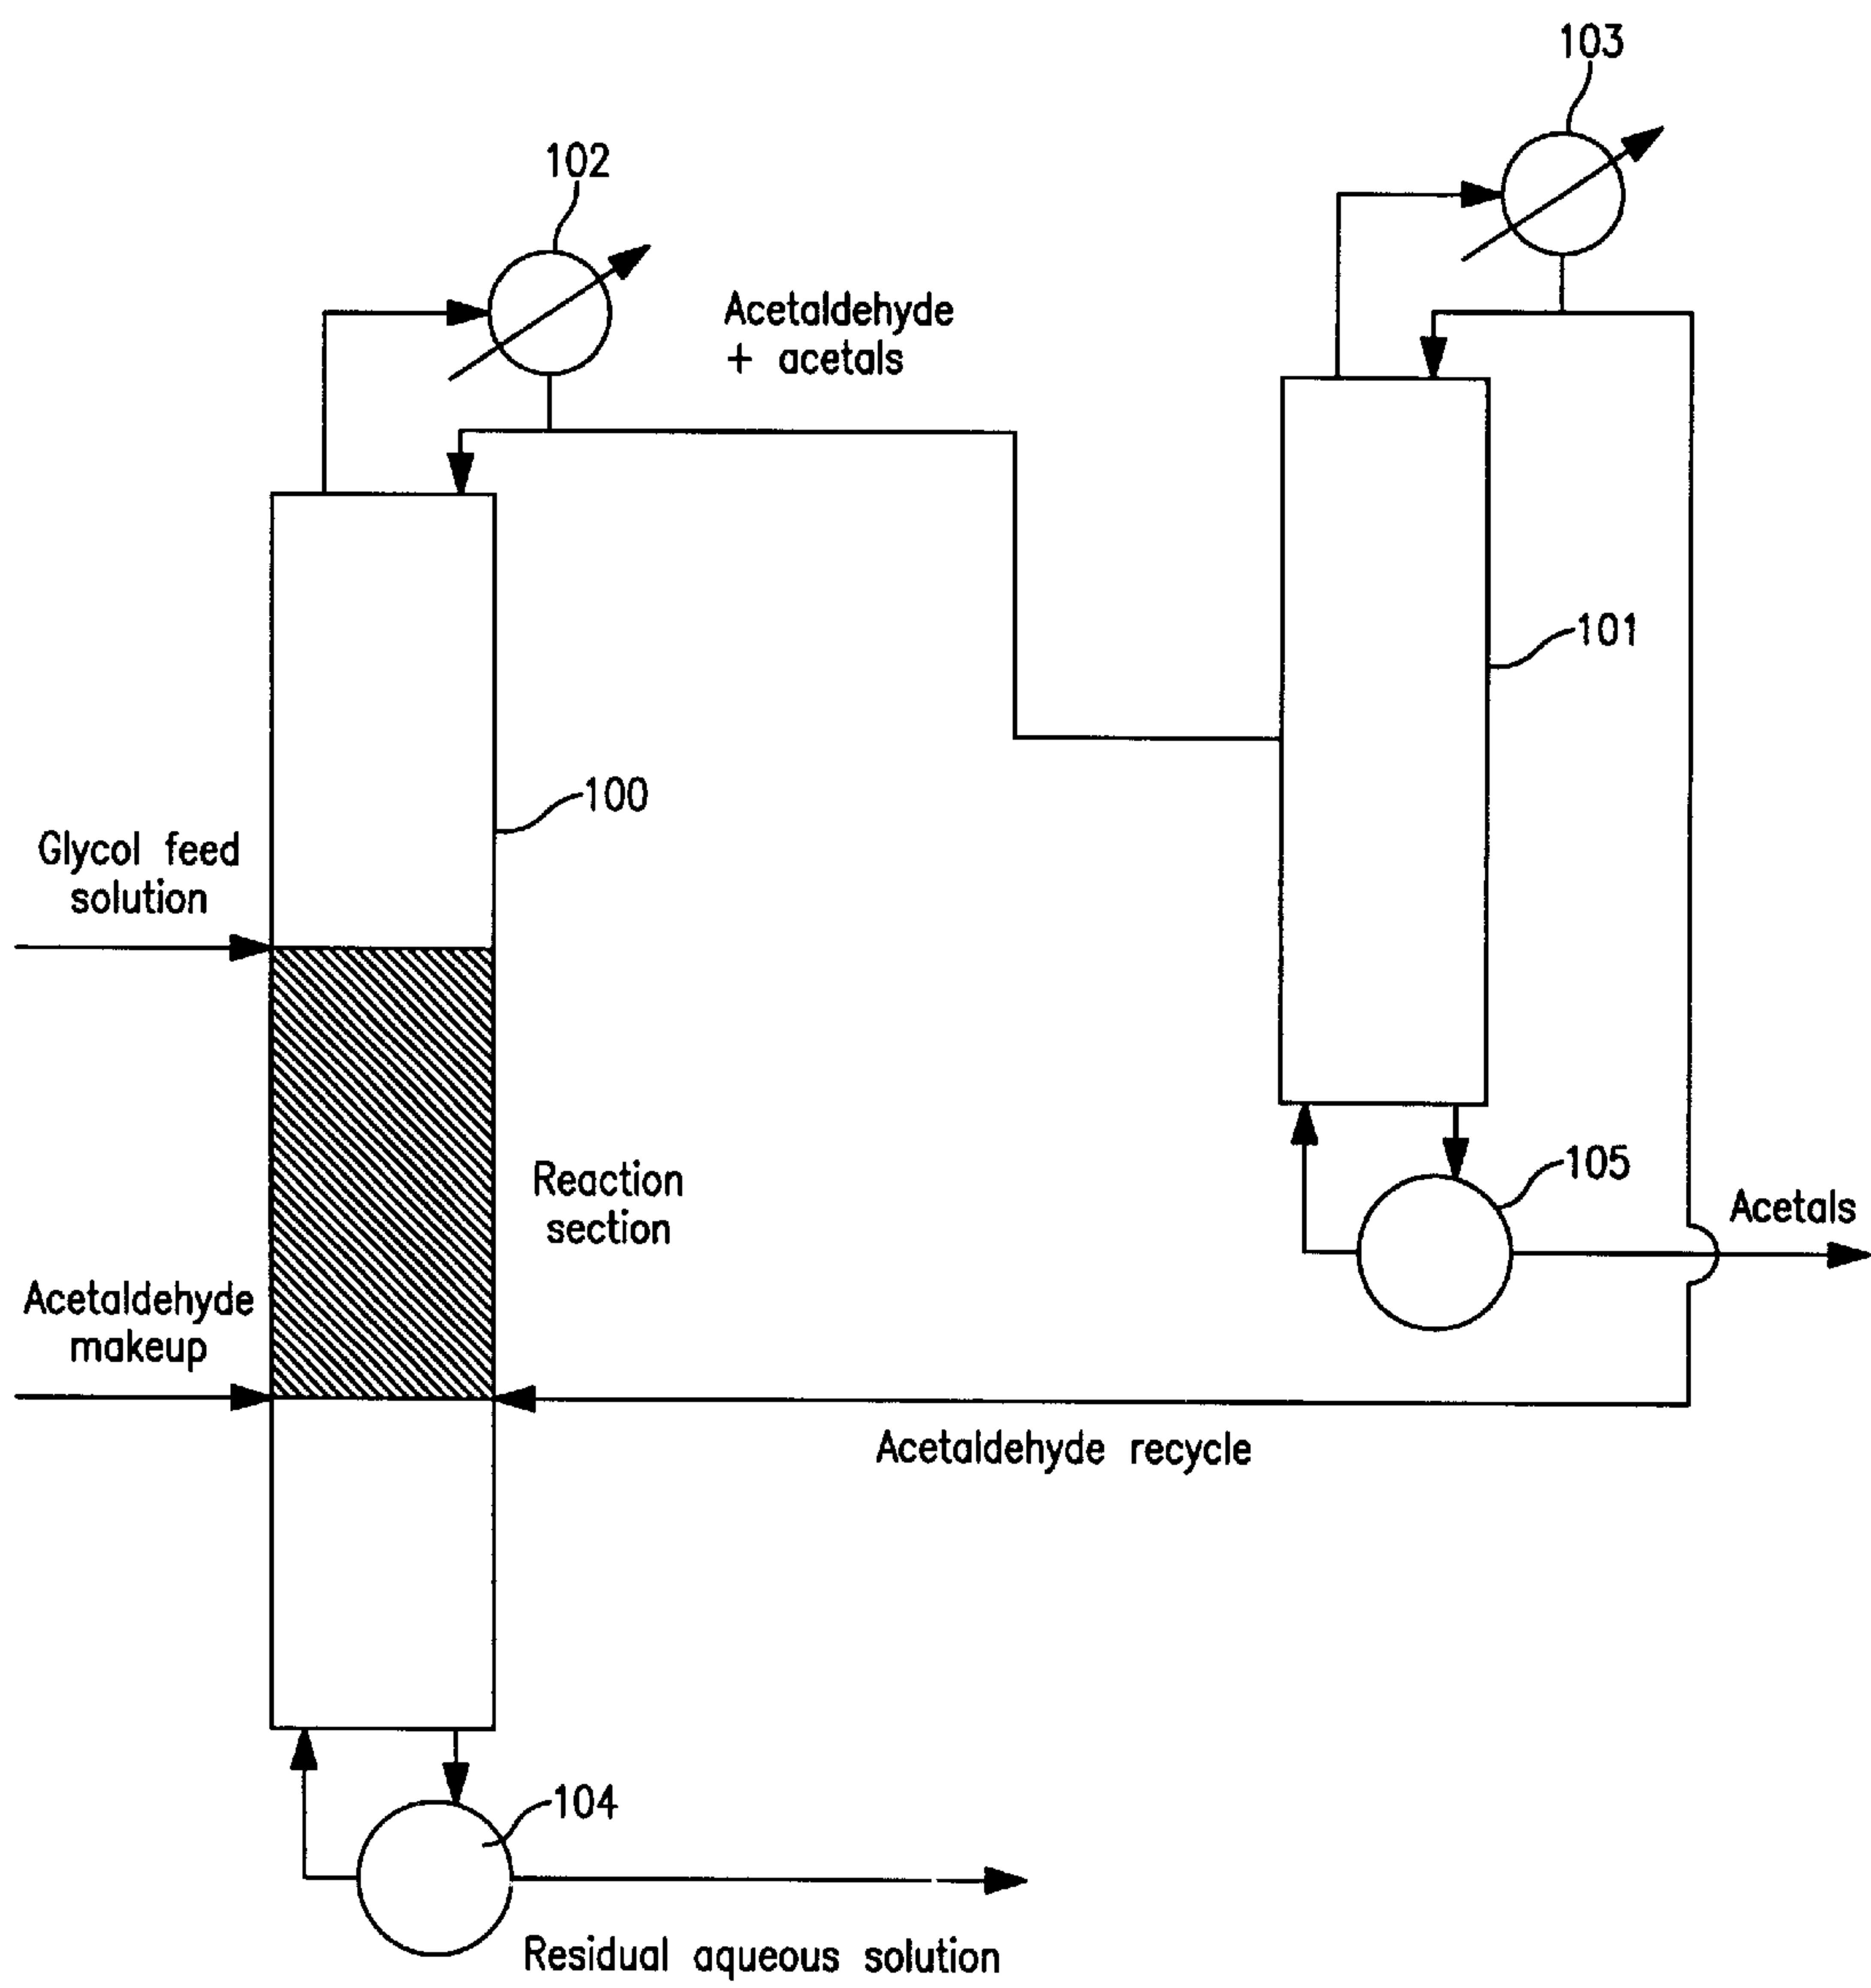 103
102
Acetaldehyde
+ acetals
101
100
Glycol feed
solution
Reaction
section
105
Acetals
Acetaldehyde
makeup
Acetaldehyde recycle
104
Residual aqueous solution